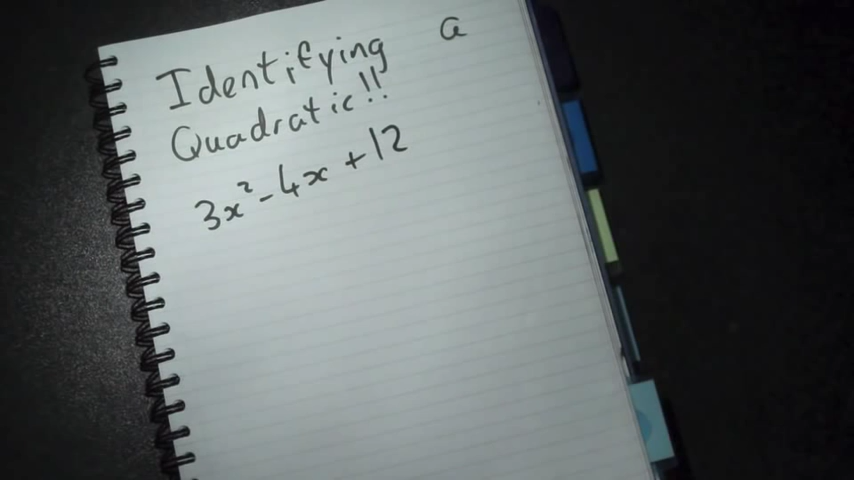 Identifying a
Quadratic!!
3x² - 4x + 12